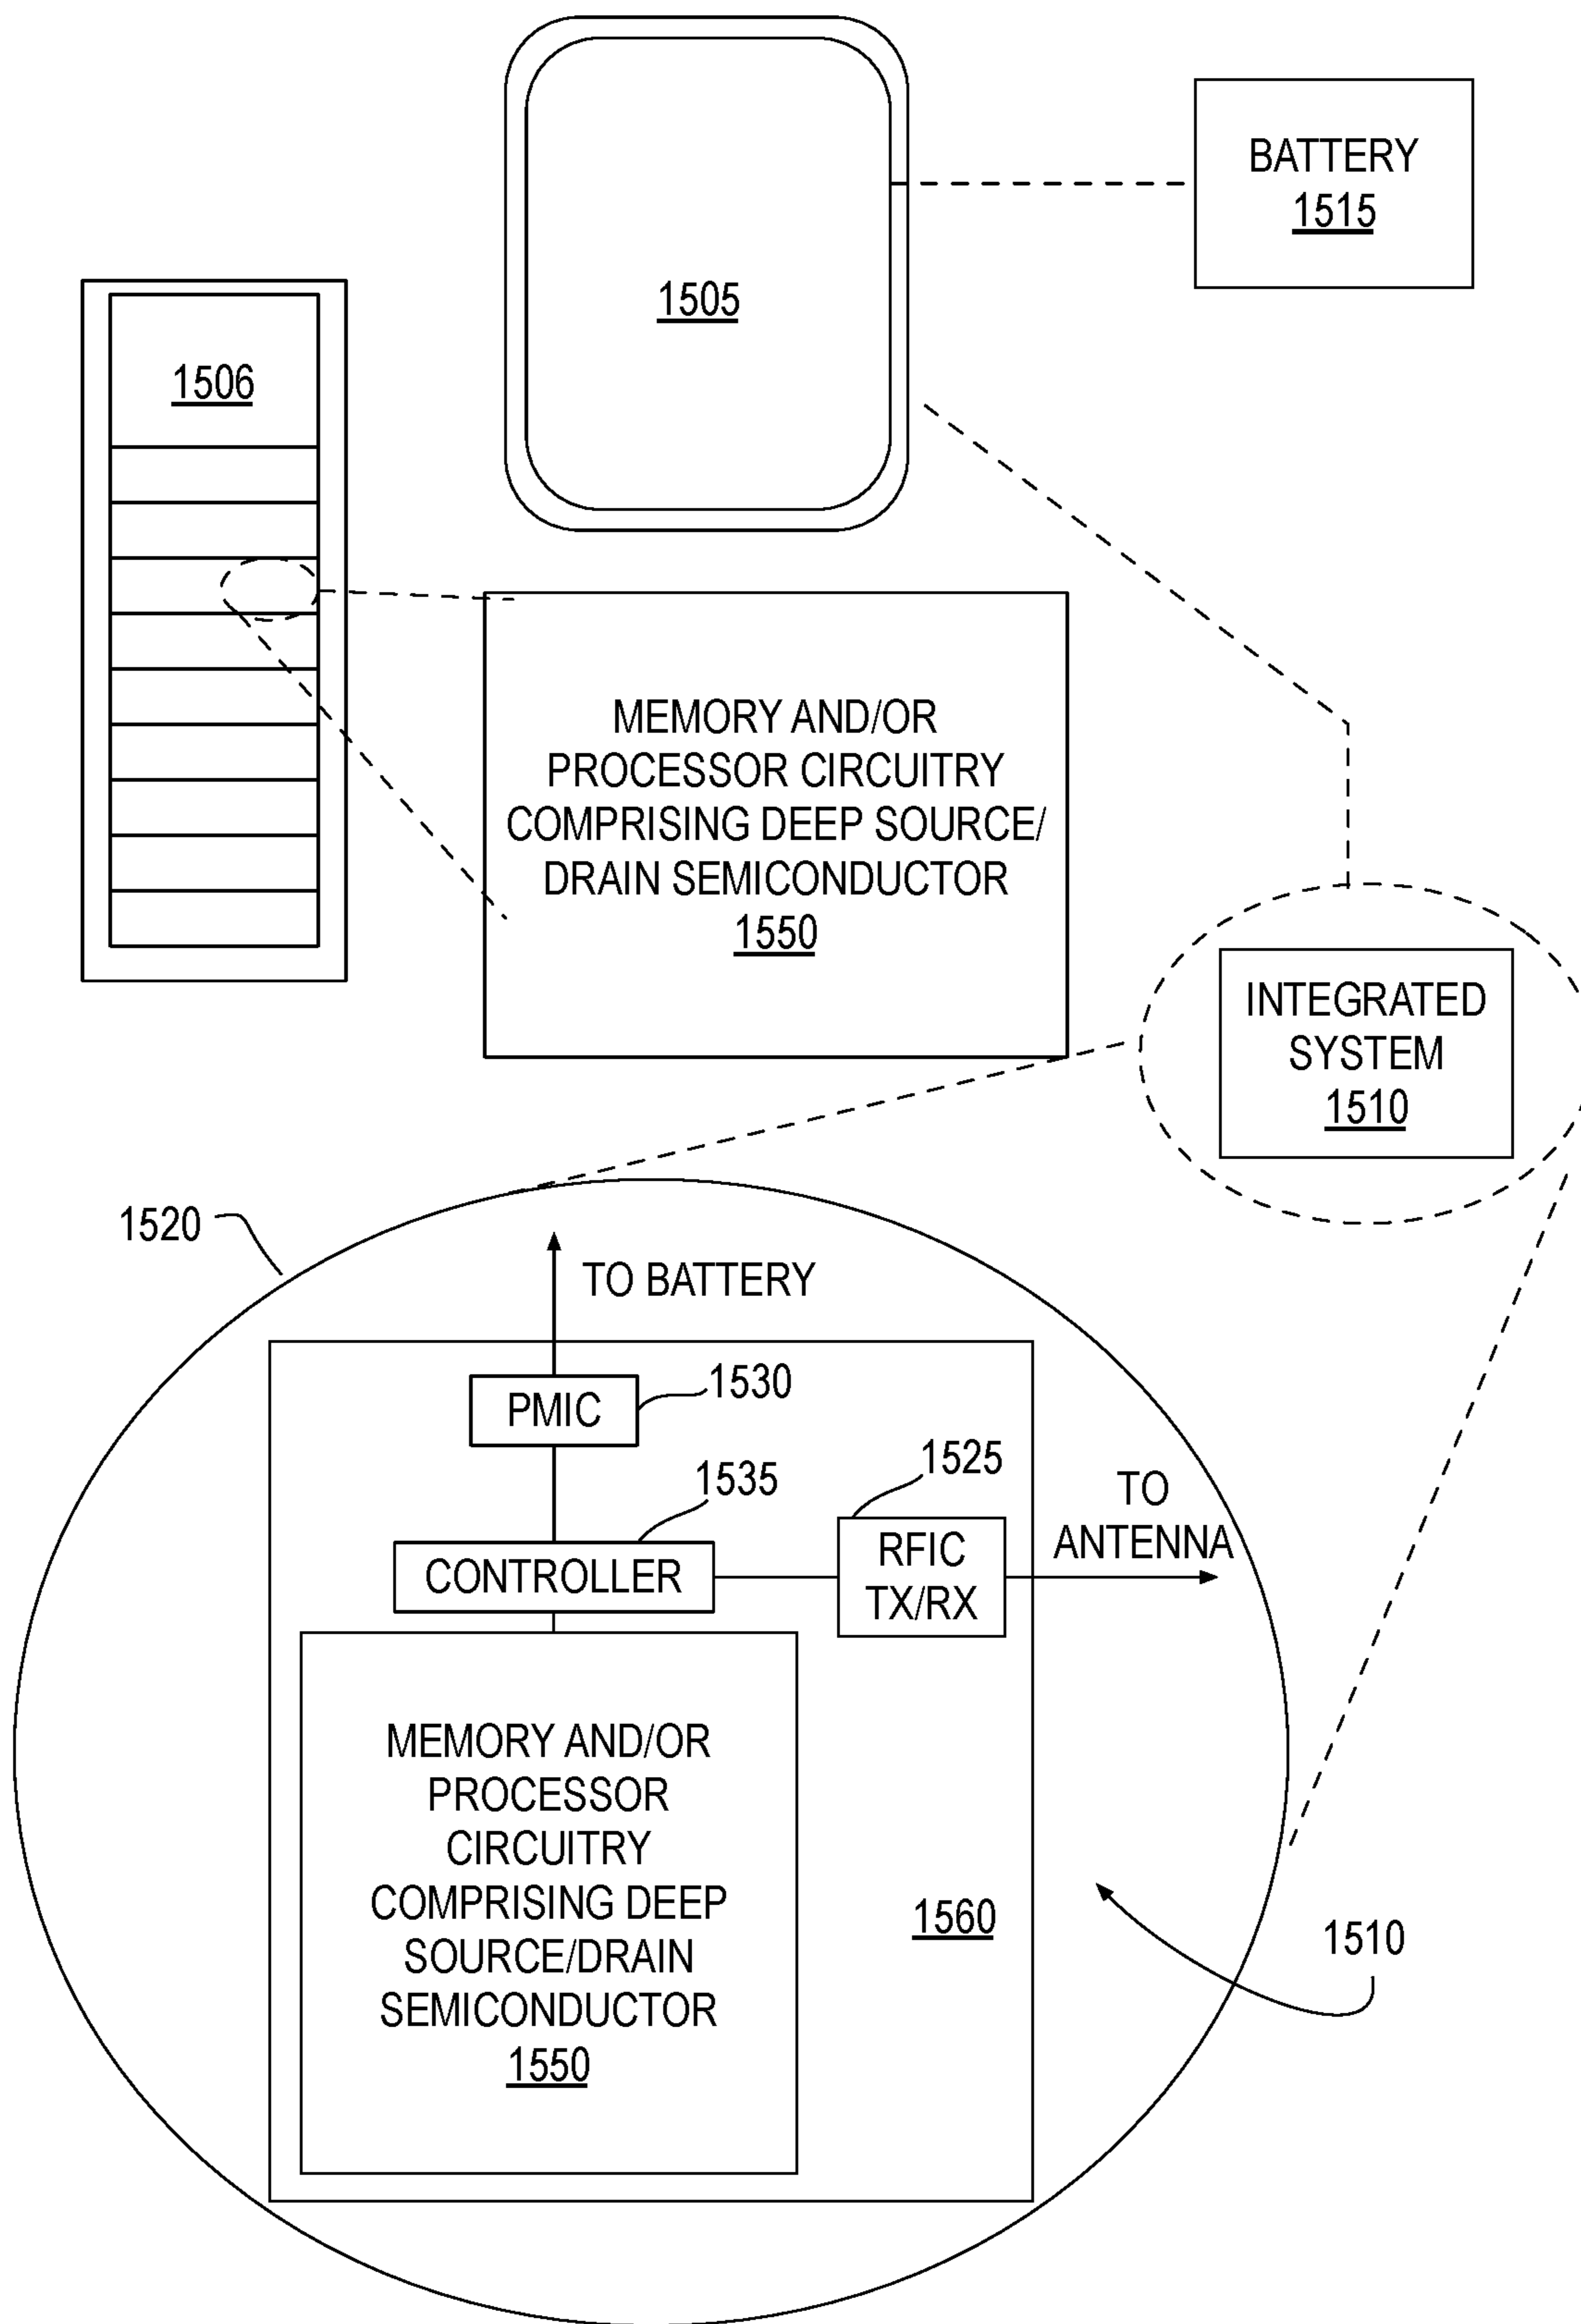 BATTERY
1515
1505
1506
MEMORY AND/OR
PROCESSOR CIRCUITRY
COMPRISING DEEP SOURCE/
DRAIN SEMICONDUCTOR
1550
INTEGRATED
SYSTEM
1510
1520
TO BATTERY
PMIC
1530
1535
1525
TO
ANTENNA
CONTROLLER
RFIC
TX/RX
MEMORY AND/OR
PROCESSOR
CIRCUITRY
COMPRISING DEEP
SOURCE/DRAIN
SEMICONDUCTOR
1550
1560
1510